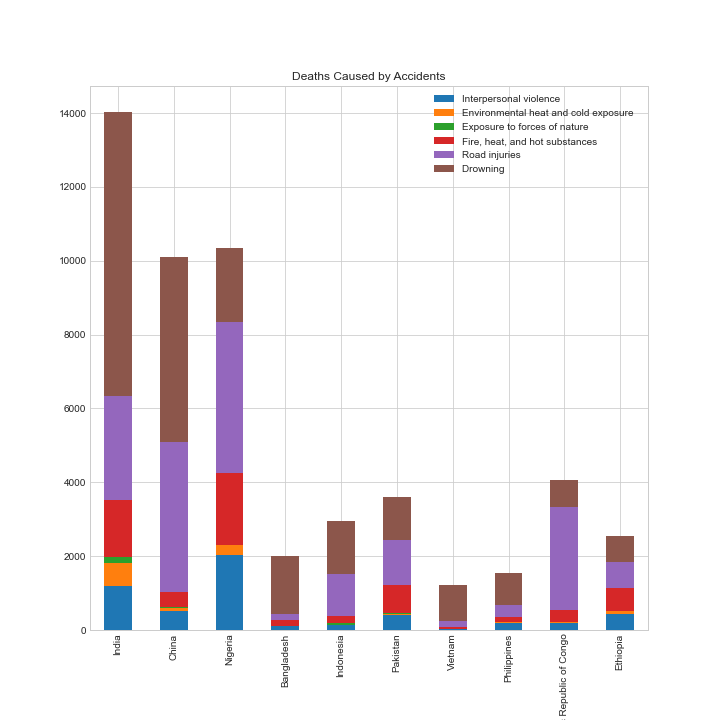 Deaths Caused by Accidents
Interpersonal violence
Environmental heat and cold exposure
Exposure to forces of nature
Fire, heat, and hot substances
Road injuries
Drowning
14000
12000
10000
8000
6000
4000
2000
0
India
China
Nigeria
Bangladesh
Indonesia
Pakistan
Vietnam
Philippines
Republic of Congo
Ethiopia